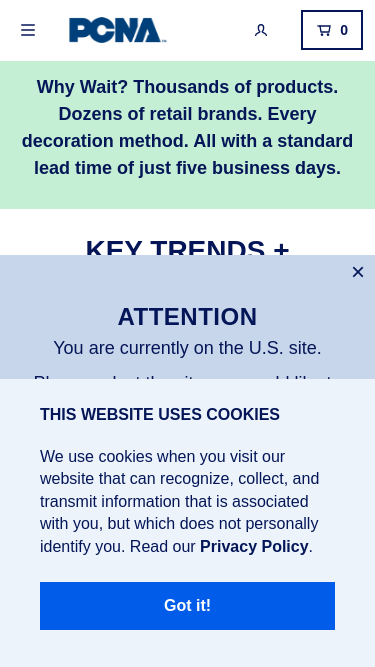 PCNA
0
Why Wait? Thousands of products.
Dozens of retail brands. Every
decoration method. All with a standard
lead time of just five business days.
KEY TRENDS +
ATTENTION
You are currently on the U.S. site.
THIS WEBSITE USES COOKIES
We use cookies when you visit our
website that can recognize, collect, and
transmit information that is associated
with you, but which does not personally
identify you. Read our Privacy Policy.
Got it!